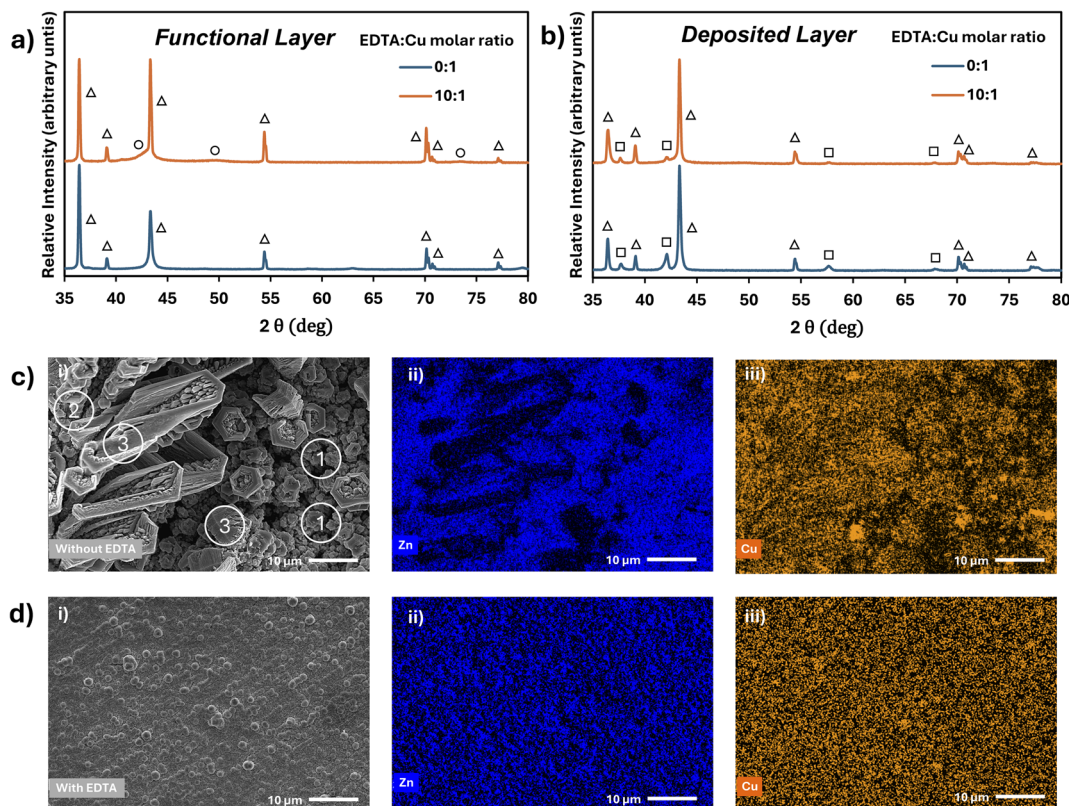 a)
Functional Layer
EDTA:Cu molar ratio
0:1
10:1
Relative Intensity (arbitrary untis)
35 40 45 50 55 60 65 70 75 80
2 θ (deg)
b)
Deposited Layer
EDTA:Cu molar ratio
0:1
10:1
Relative Intensity (arbitrary untis)
35 40 45 50 55 60 65 70 75 80
2 θ (deg)
c)
i)
2
3
1
3
1
Without EDTA
10 µm
ii)
Zn
10 µm
iii)
Cu
10 µm
d)
i)
With EDTA
10 µm
ii)
Zn
10 µm
iii)
Cu
10 µm